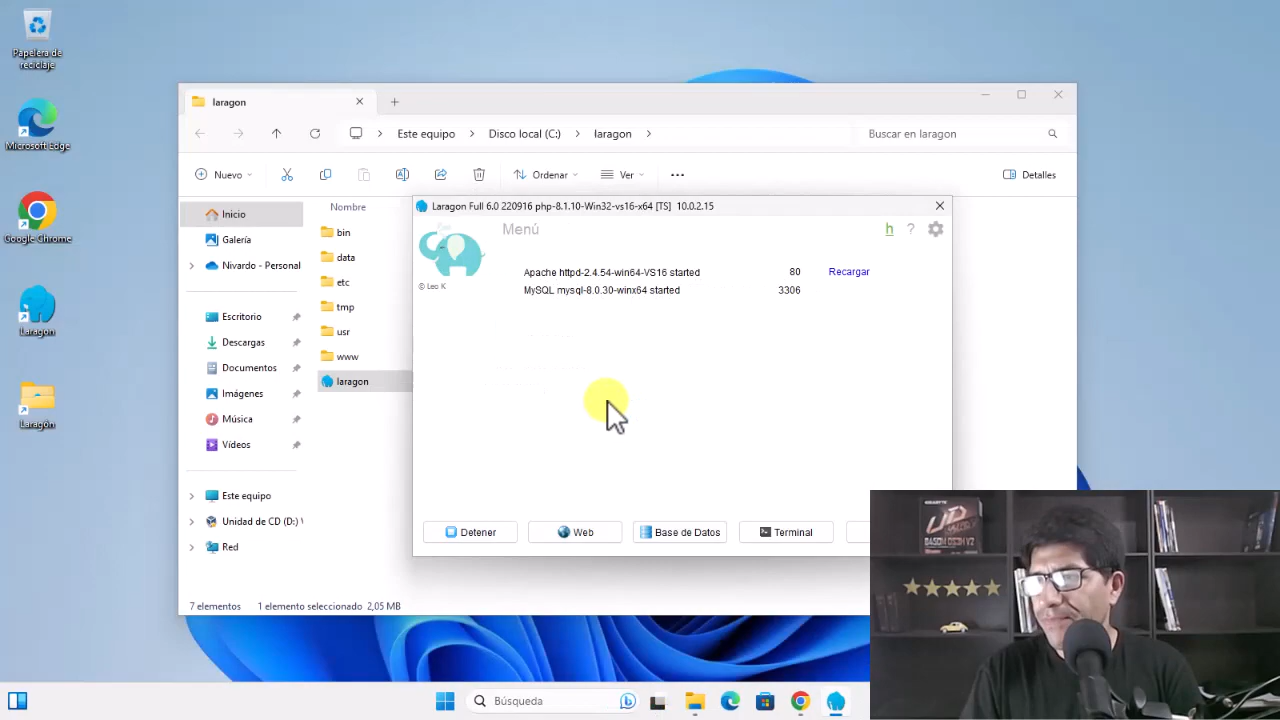 Papelera de
reciclaje
Microsoft Edge
Google Chrome
Laragon
Laragon
laragon
Este equipo
Disco local (C:)
laragon
Buscar en laragon
Nuevo
Ordenar
Ver
Detalles
Inicio
Galería
Nivardo - Personal
Escritorio
Descargas
Documentos
Imágenes
Música
Vídeos
Este equipo
Unidad de CD (D:)
Red
Nombre
bin
data
etc
tmp
usr
www
laragon
7 elementos 1 elemento seleccionado 2,05 MB
Laragon Full 6.0 220916 php-8.1.10-Win32-vs16-x64 [TS] 10.0.2.15
Menú
h ?
© Leo K
Apache httpd-2.4.54-win64-VS16 started 80 Recargar
MySQL mysql-8.0.30-winx64 started 3306
Detener Web Base de Datos Terminal
UD
B450M DS3H V2
Búsqueda